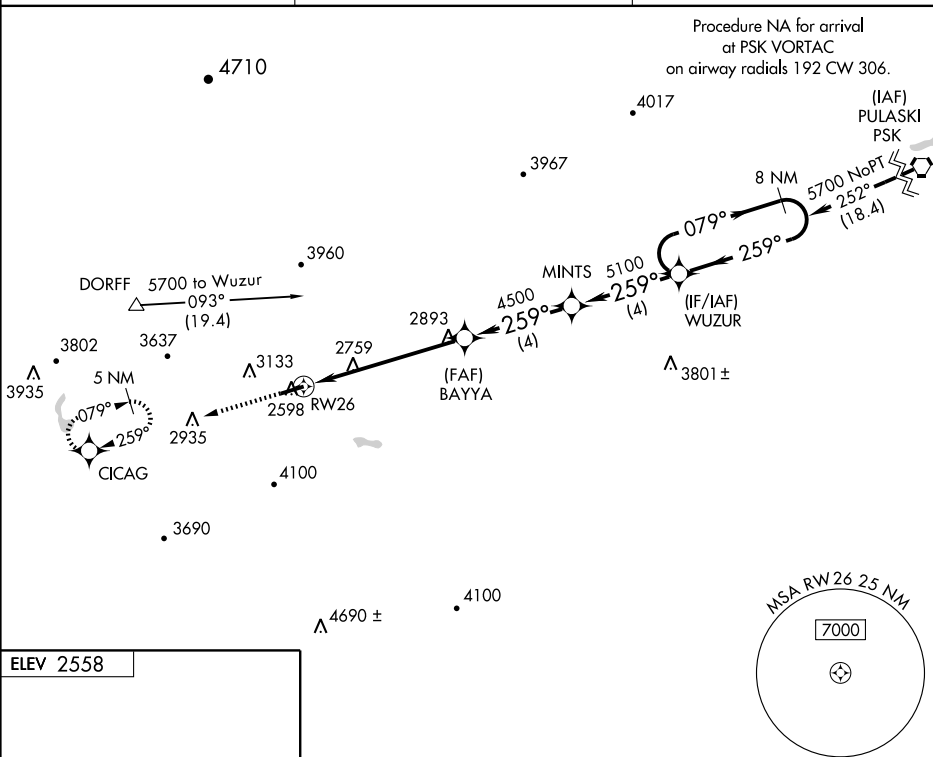 Procedure NA for arrival
at PSK VORTAC
on airway radials 192 CW 306.
4710
4017
(IAF)
PULASKI
PSK
3967
8 NM
5700 NoPT
252°
(18.4)
079°
259°
3960
MINTS
5100
259°
(4)
(IF/IAF)
WUZUR
DORFF
5700 to Wuzur
093°
(19.4)
4500
259°
(4)
2893
(FAF)
BAYYA
3802
3637
3133
2759
3801 ±
3935
5 NM
079°
259°
2598
RW26
2935
CICAG
4100
3690
4690 ±
4100
MSA RW 26 25 NM
7000
ELEV 2558